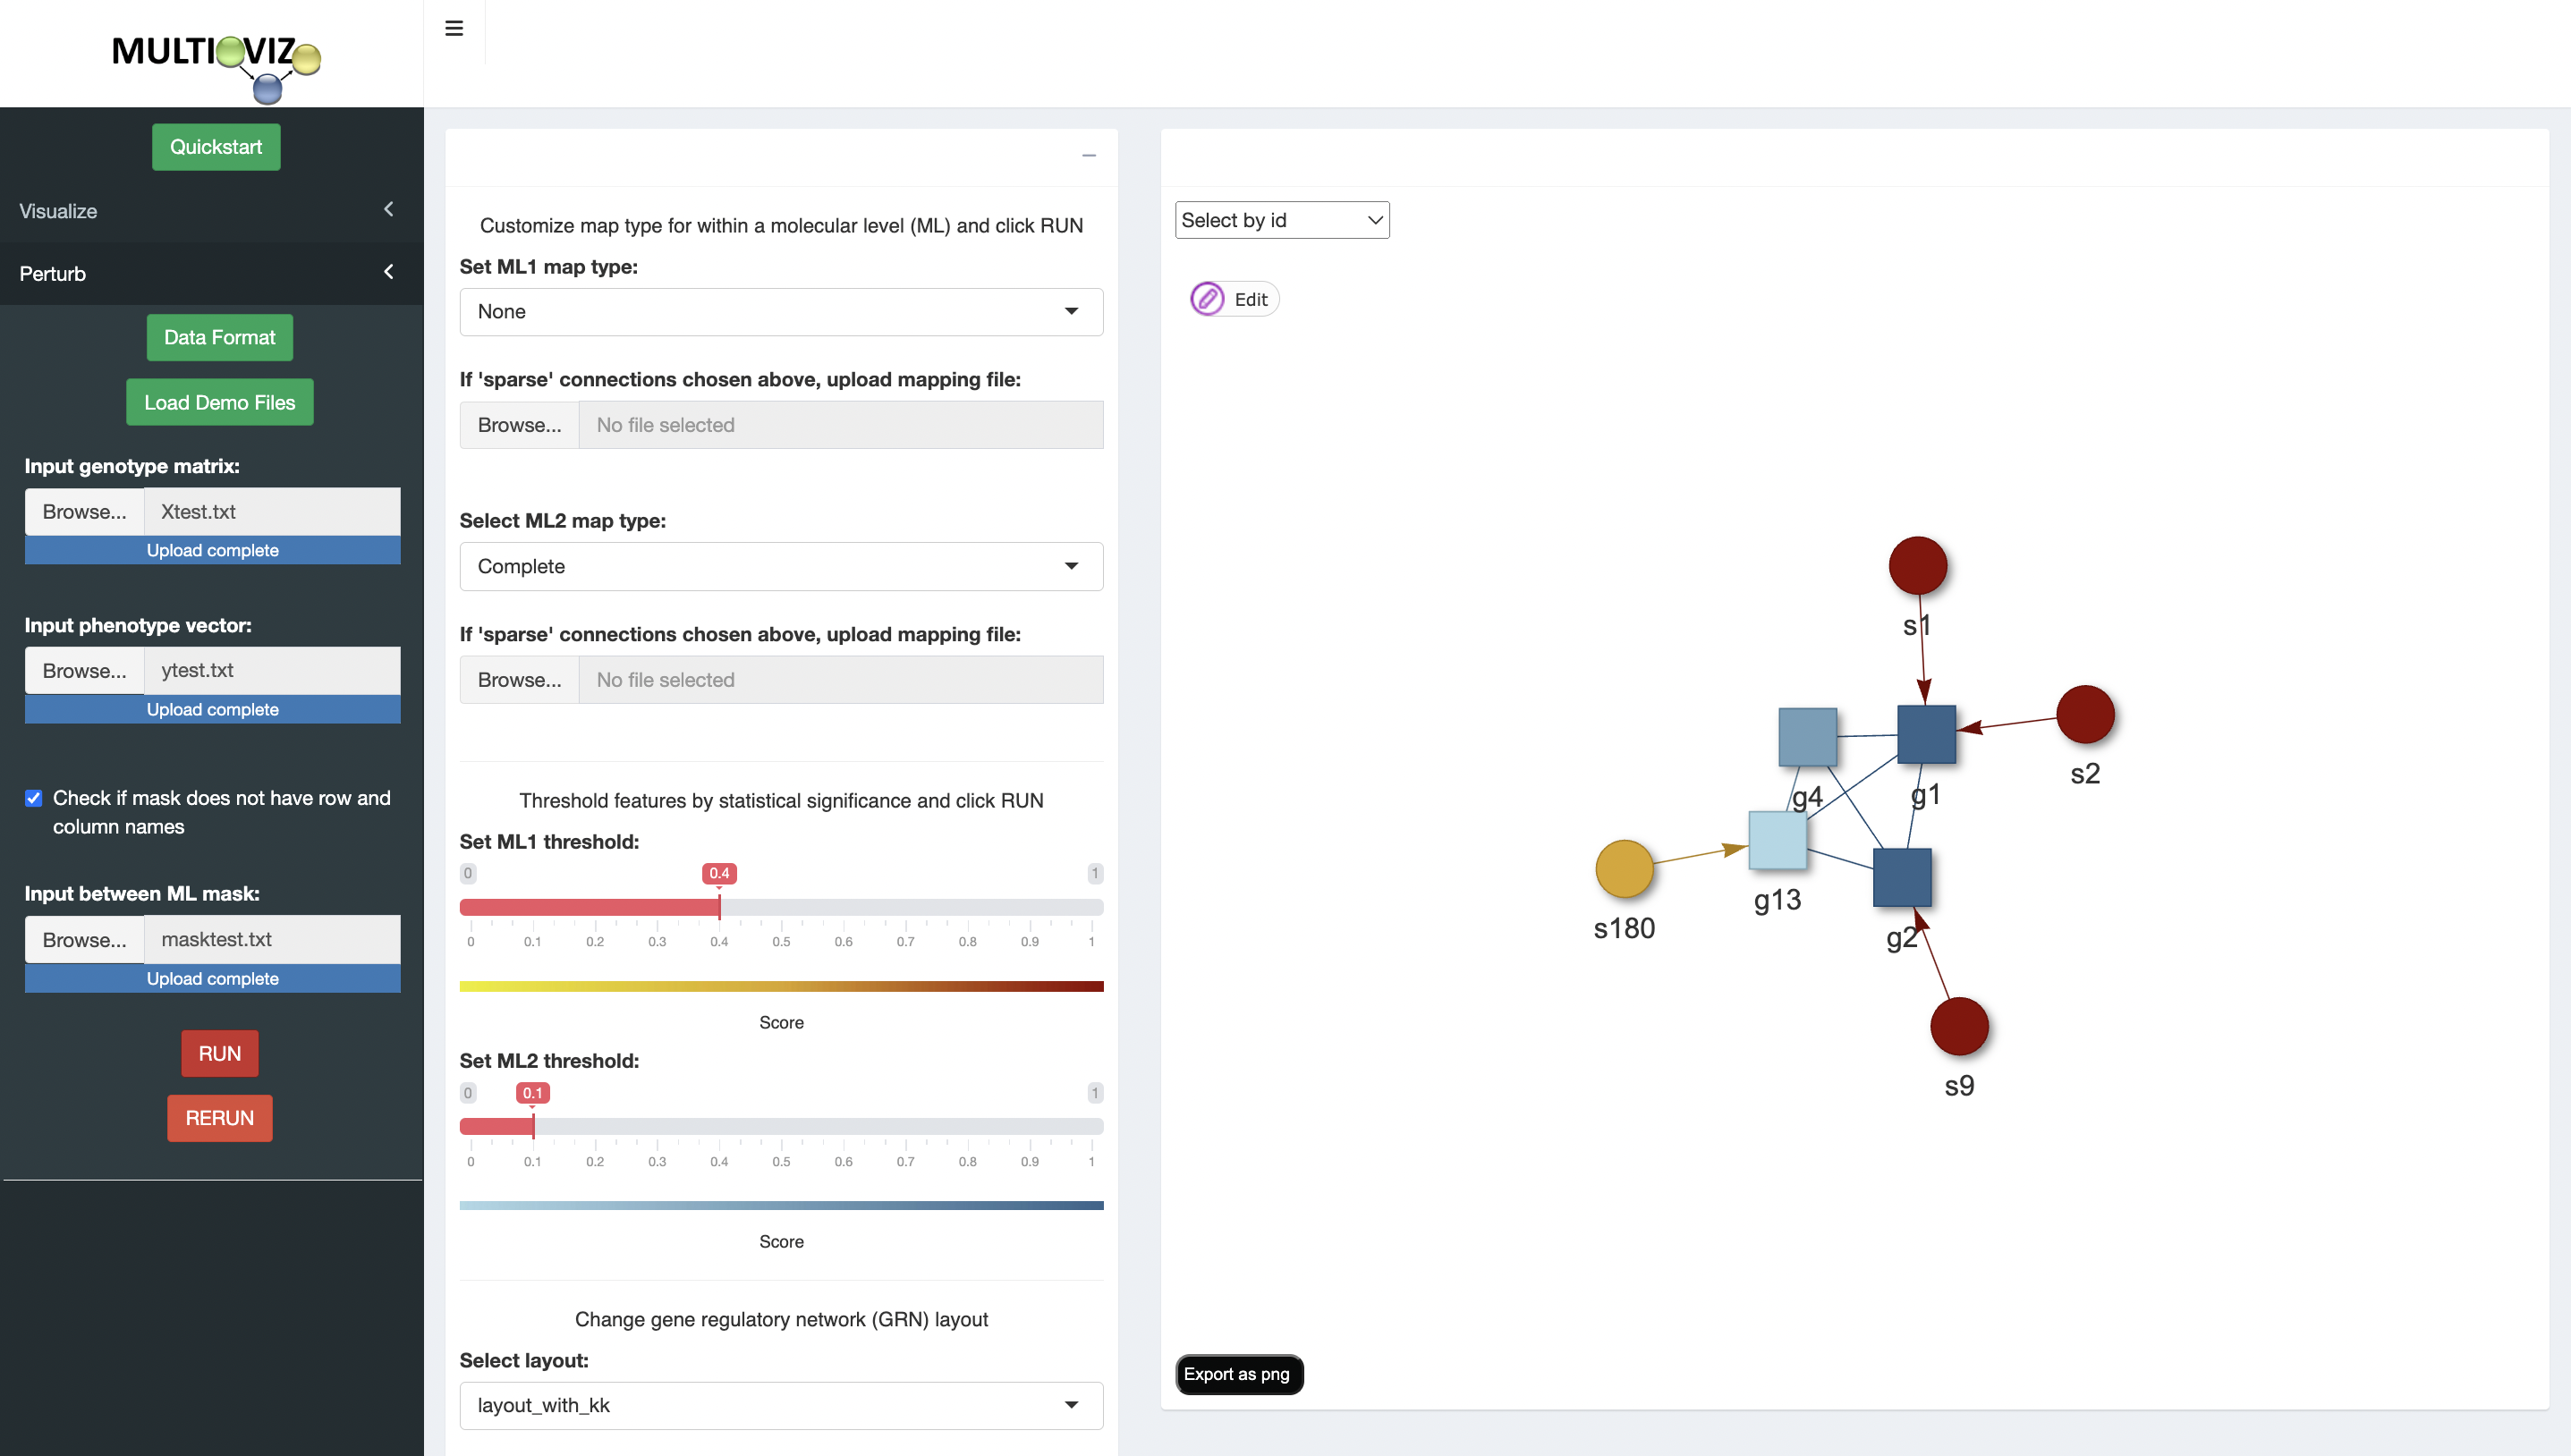 MULTIOVIZ
Quickstart
Visualize
Perturb
Data Format
Load Demo Files
Input genotype matrix:
Browse... Xtest.txt
Upload complete
Input phenotype vector:
Browse... ytest.txt
Upload complete
Check if mask does not have row and
column names
Input between ML mask:
Browse... masktest.txt
Upload complete
RUN
RERUN
Customize map type for within a molecular level (ML) and click RUN
Set ML1 map type:
None
If 'sparse' connections chosen above, upload mapping file:
Browse... No file selected
Select ML2 map type:
Complete
If 'sparse' connections chosen above, upload mapping file:
Browse... No file selected
Threshold features by statistical significance and click RUN
Set ML1 threshold:
0 0.4 1
0 0.1 0.2 0.3 0.4 0.5 0.6 0.7 0.8 0.9 1
Score
Set ML2 threshold:
0 0.1 1
0 0.1 0.2 0.3 0.4 0.5 0.6 0.7 0.8 0.9 1
Score
Change gene regulatory network (GRN) layout
Select layout:
layout_with_kk
Select by id
Edit
s1
s2
g4
g1
g13
s180
g2
s9
Export as png